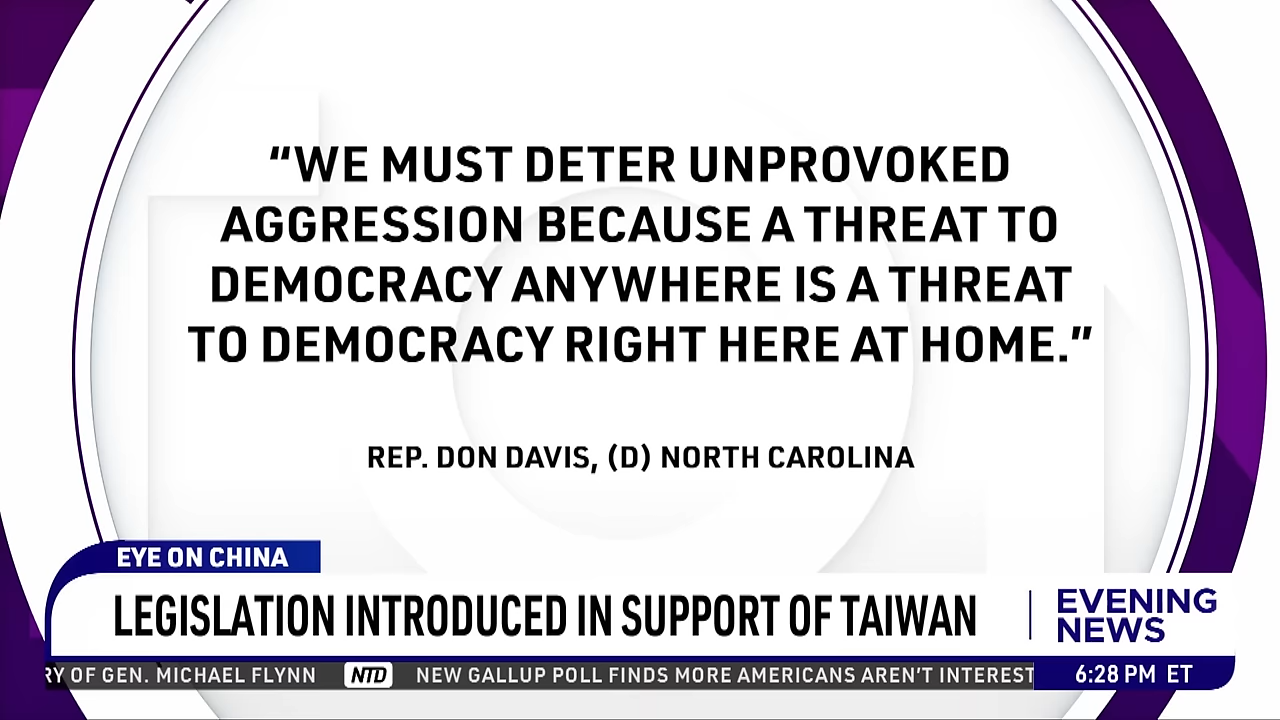 “WE MUST DETER UNPROVOKED
AGGRESSION BECAUSE A THREAT TO
DEMOCRACY ANYWHERE IS A THREAT
TO DEMOCRACY RIGHT HERE AT HOME.”
REP. DON DAVIS, (D) NORTH CAROLINA
EYE ON CHINA
LEGISLATION INTRODUCED IN SUPPORT OF TAIWAN
EVENING
NEWS
RY OF GEN. MICHAEL FLYNN NTD NEW GALLUP POLL FINDS MORE AMERICANS AREN’T INTEREST
6:28 PM ET